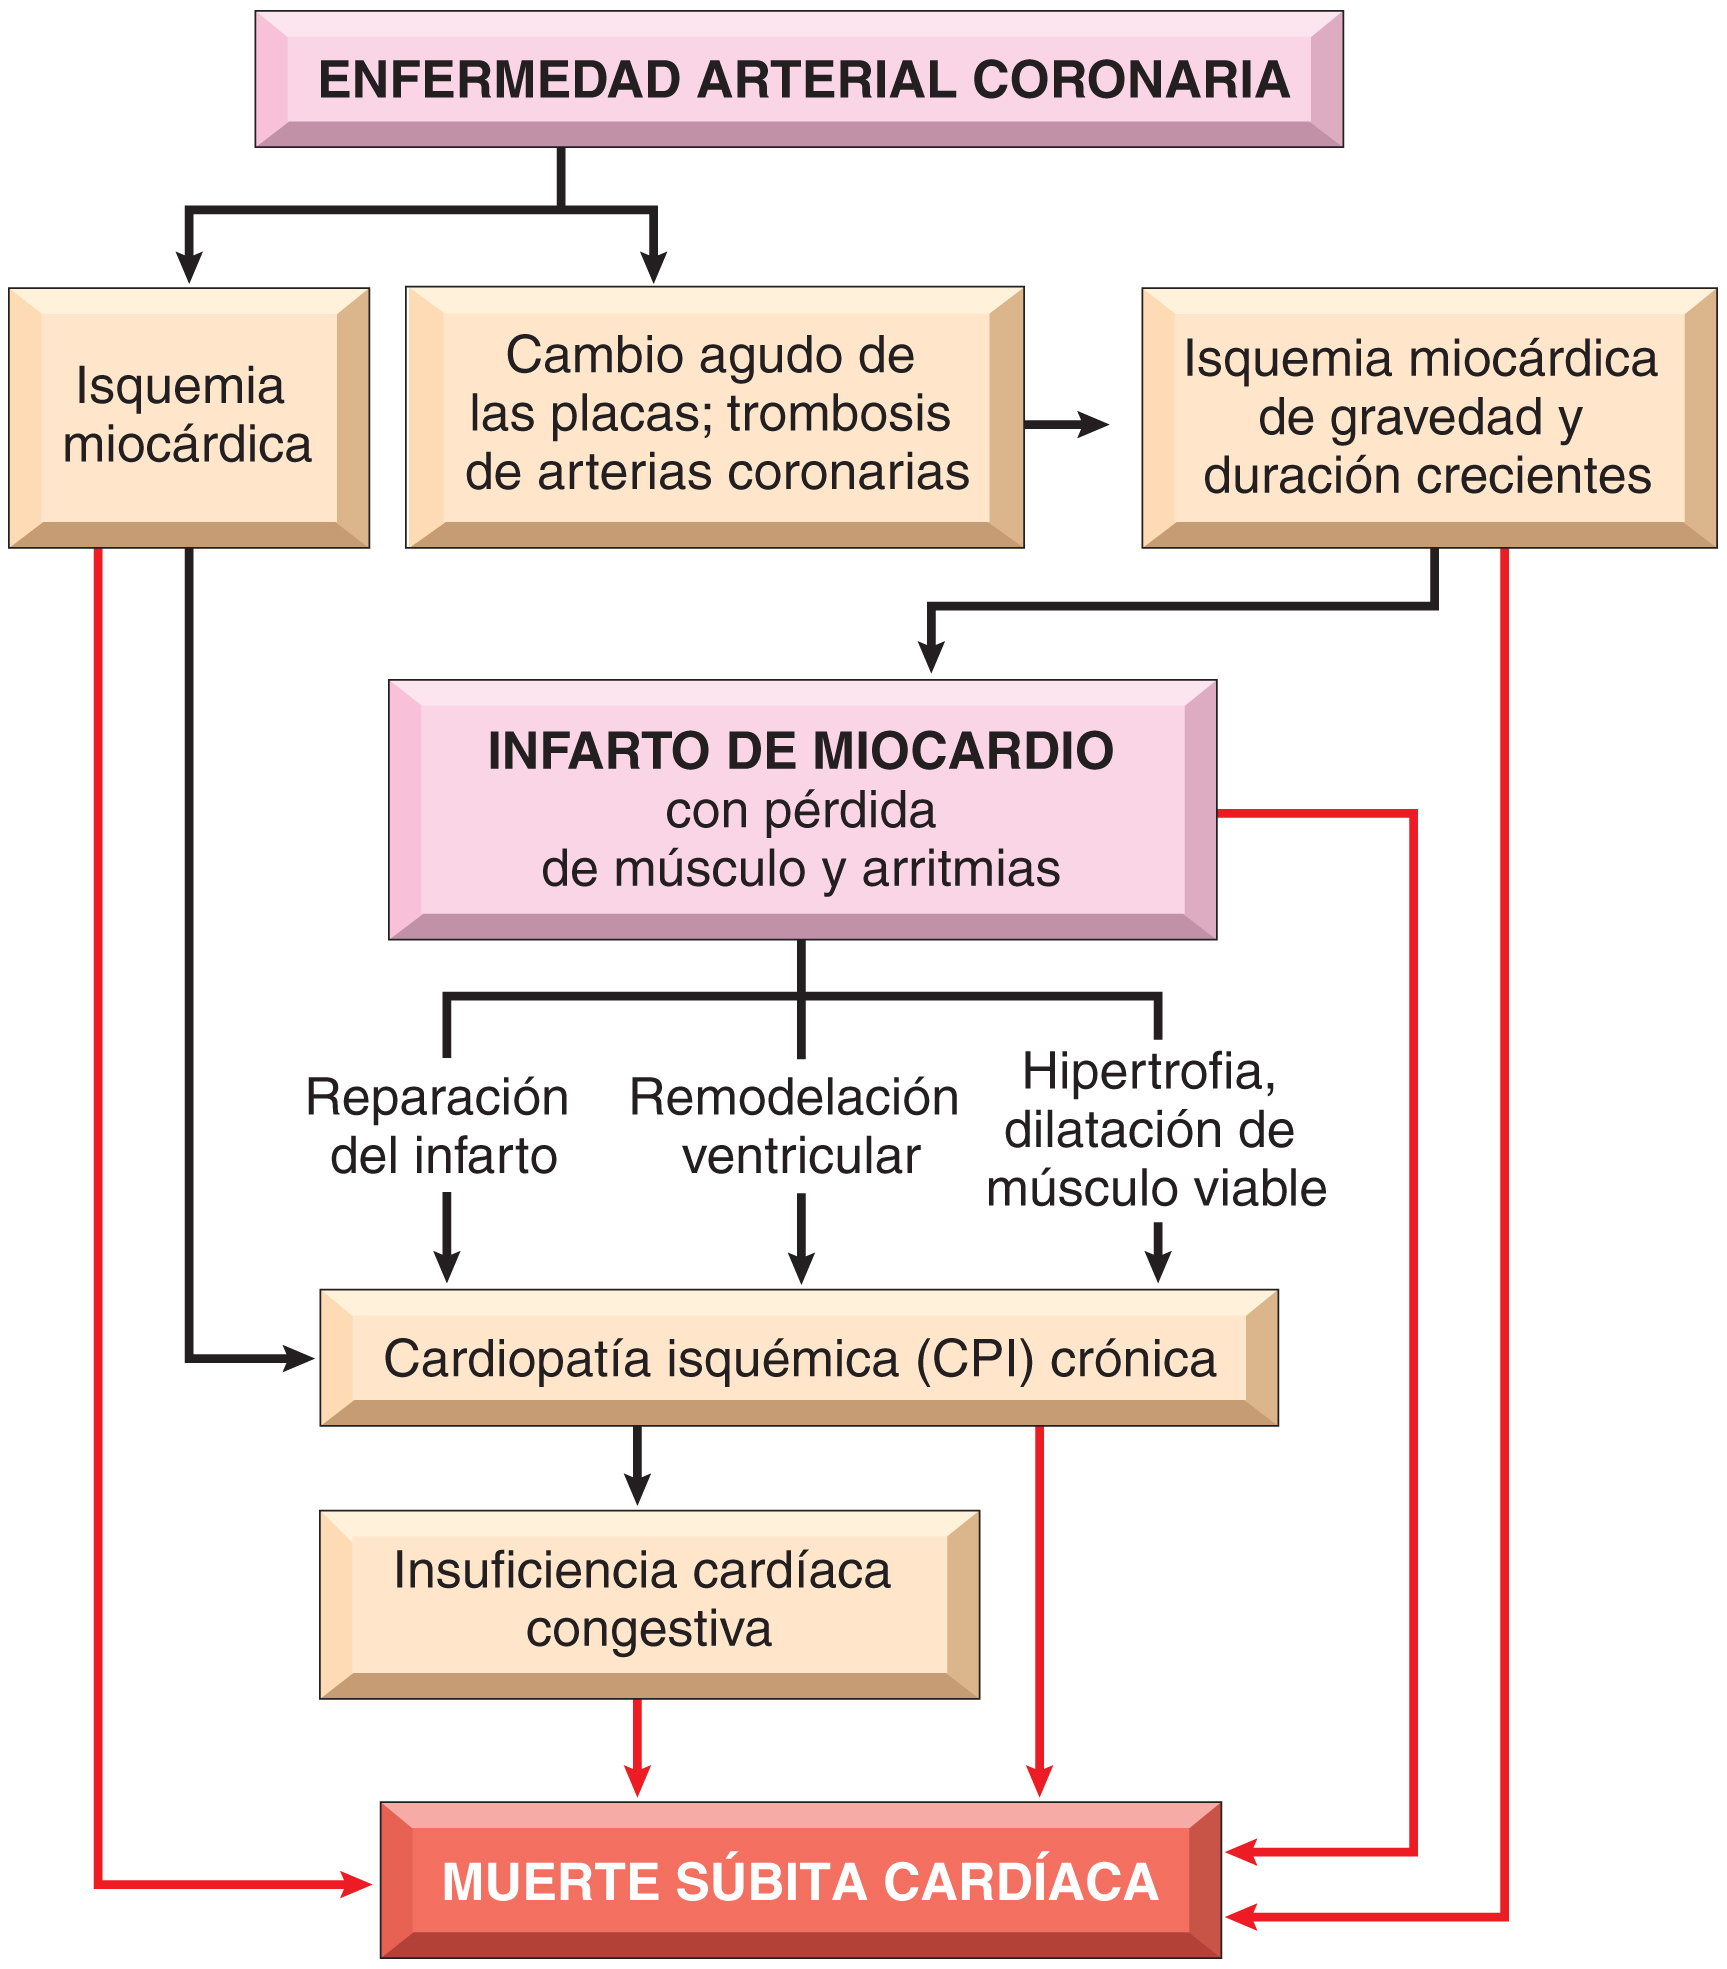 ENFERMEDAD ARTERIAL CORONARIA
Isquemia
miocárdica
Cambio agudo de
las placas; trombosis
de arterias coronarias
Isquemia miocárdica
de gravedad y
duración crecientes
INFARTO DE MIOCARDIO
con pérdida
de músculo y arritmias
Reparación
del infarto
Remodelación
ventricular
Hipertrofia,
dilatación de
músculo viable
Cardiopatía isquémica (CPI) crónica
Insuficiencia cardíaca
congestiva
MUERTE SÚBITA CARDÍACA